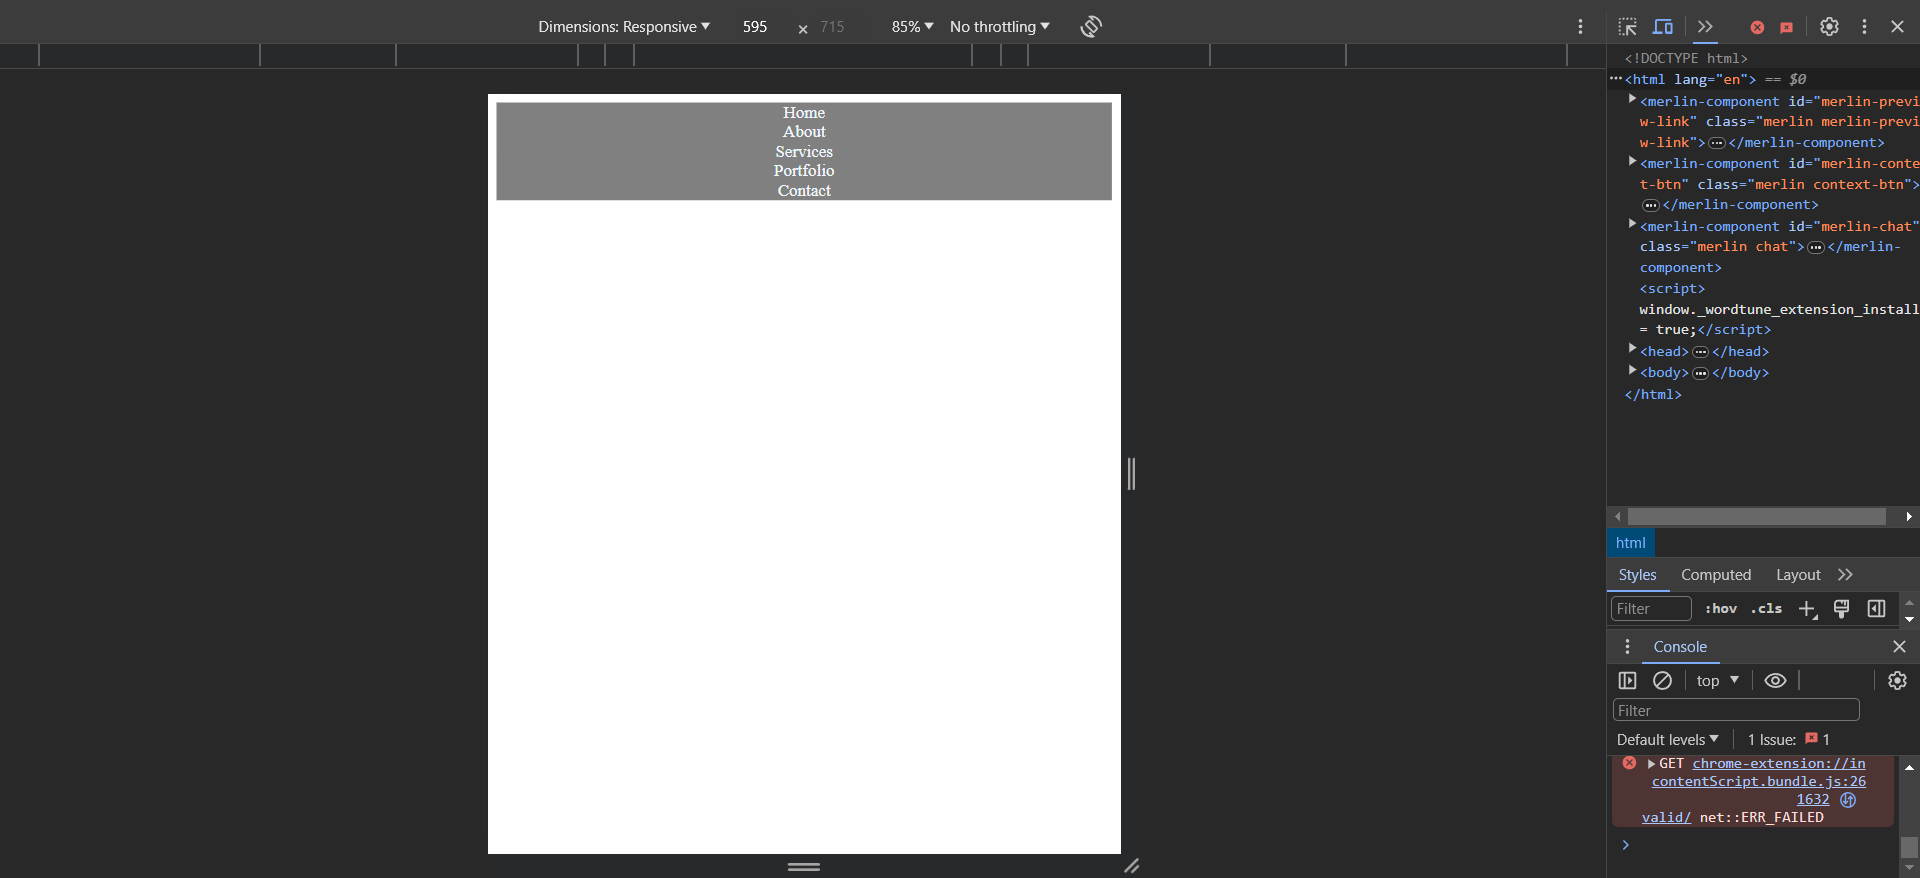 Dimensions: Responsive 595 × 715 85% No throttling
Home
About
Services
Portfolio
Contact
<!DOCTYPE html>
<html lang="en"> == $0
<merlin-component id="merlin-previ
w-link" class="merlin merlin-previ
w-link"></merlin-component>
<merlin-component id="merlin-conte
t-btn" class="merlin context-btn">
</merlin-component>
<merlin-component id="merlin-chat"
class="merlin chat"></merlin-
component>
<script>
window._wordtune_extension_install
= true;</script>
<head></head>
<body></body>
</html>
html
Styles Computed Layout
Filter :hov .cls
Console
top
Filter
Default levels 1 Issue: 1
GET chrome-extension://in
contentScript.bundle.js:26
1632
valid/ net::ERR_FAILED